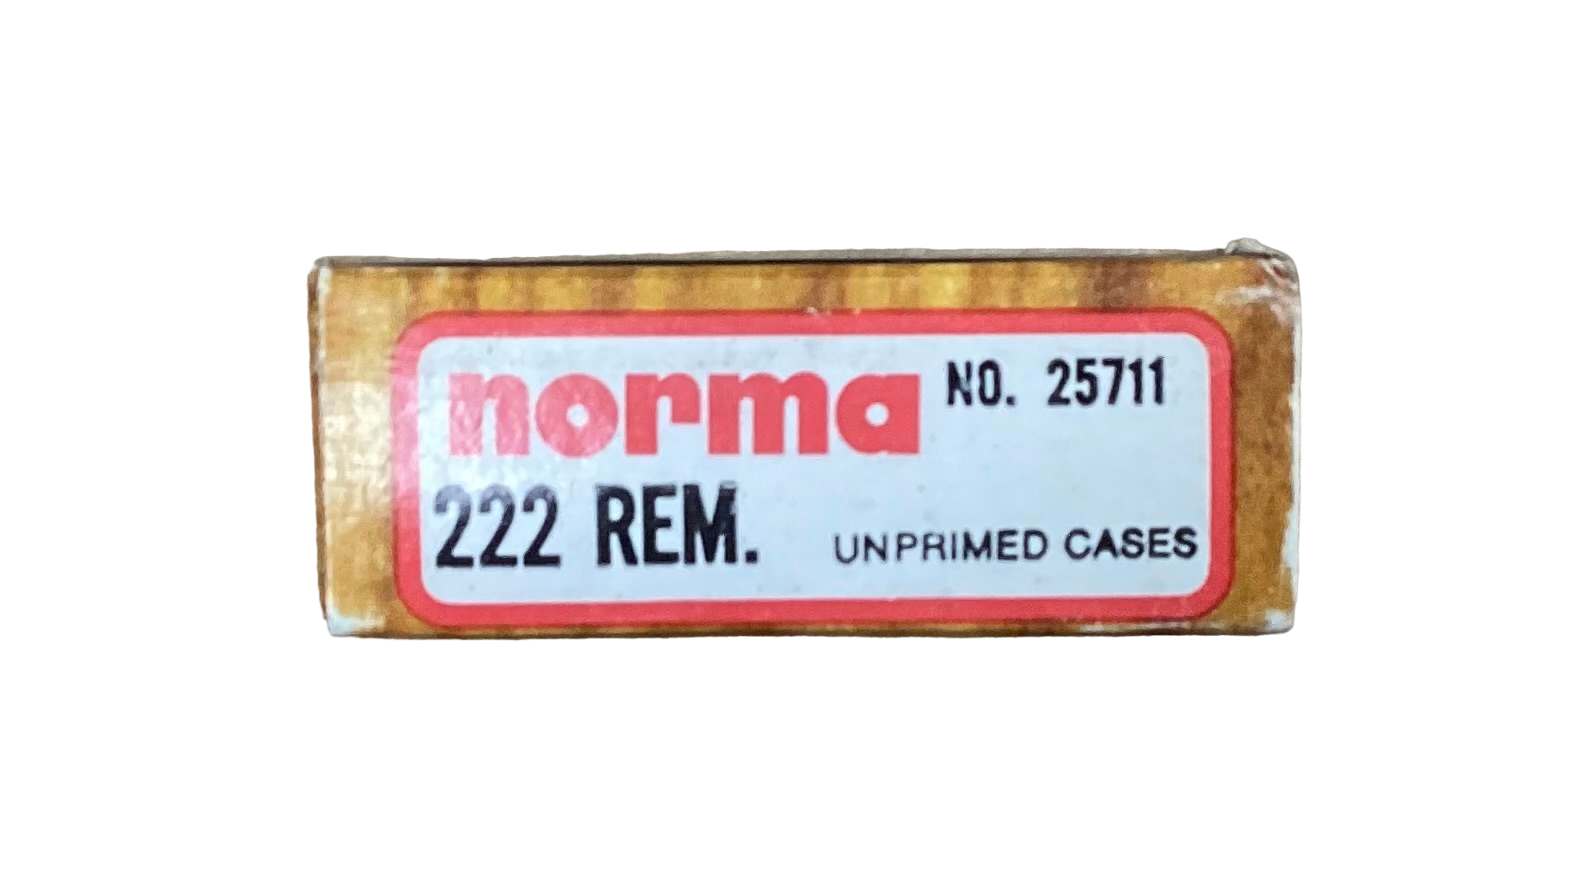 norma NO. 25711
222 REM. UNPRIMED CASES